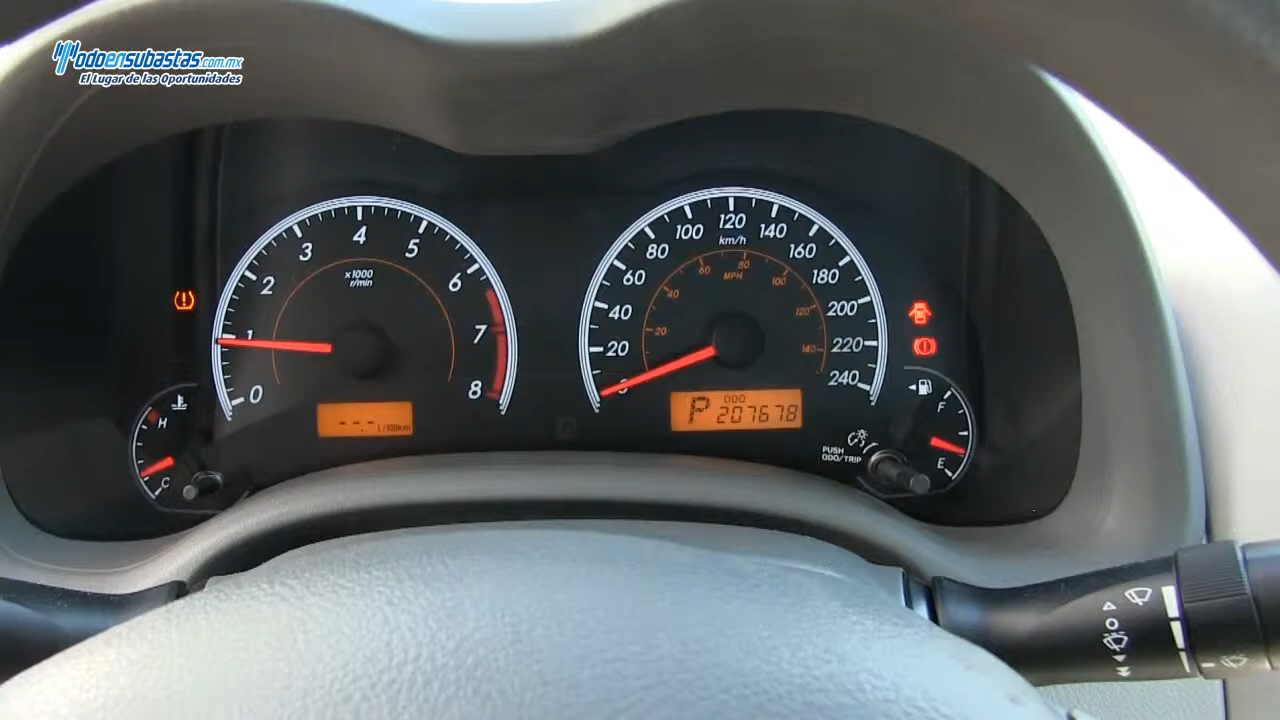 Todoensubastas.com.mx
El Lugar de las Oportunidades
0 1 2 3 4 5 6 7 8
x1000
r/min
20 40 60 80 100 120 140 160 180 200 220 240
km/h
20 40 60 80 100 120 140
MPH
H
C
--.- L/100km
ODO
P 207678
PUSH
ODO/TRIP
F
E